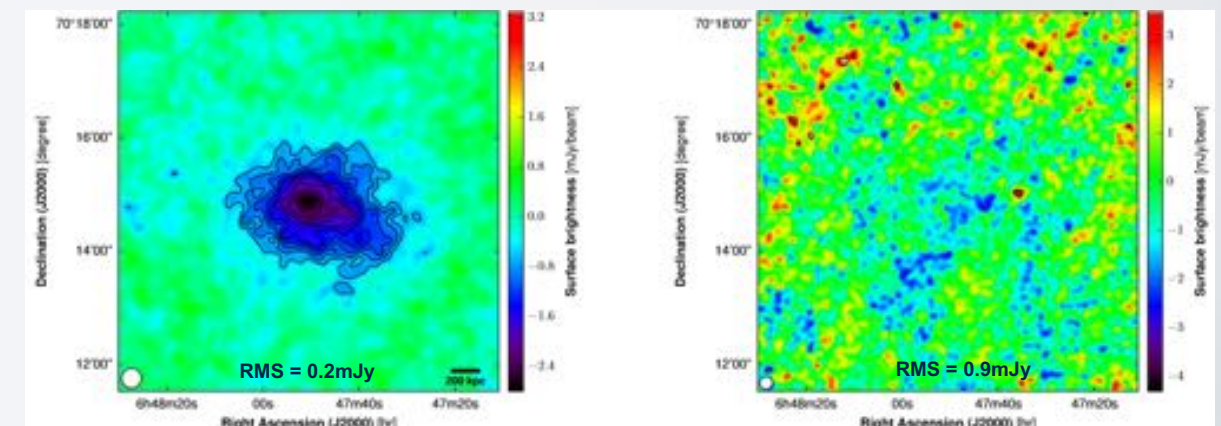 70°18'00"
16'00"
14'00"
12'00"
Declination (J2000) [degree]
6h48m20s 00s 47m40s 47m20s
Right Ascension (J2000) [hr]
RMS = 0.2mJy
200 kpc
3.2
2.4
1.6
0.8
0.0
−0.8
−1.6
−2.4
Surface brightness [mJy/beam]
70°18'00"
16'00"
14'00"
12'00"
Declination (J2000) [degree]
6h48m20s 00s 47m40s 47m20s
Right Ascension (J2000) [hr]
RMS = 0.9mJy
3
2
1
0
−1
−2
−3
−4
Surface brightness [mJy/beam]